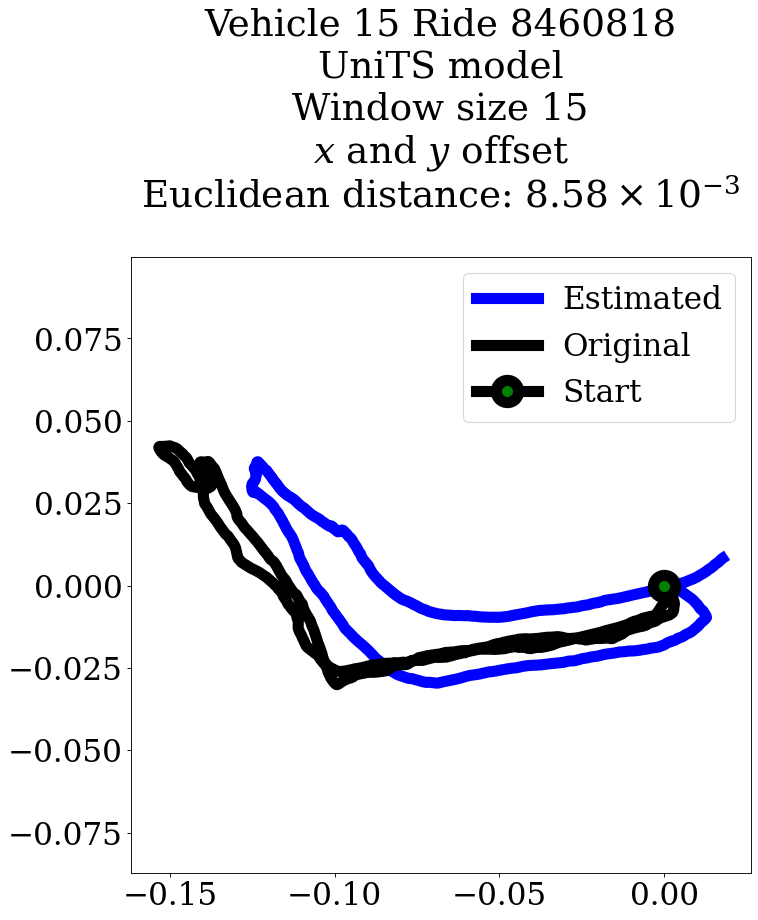 Vehicle 15 Ride 8460818
UniTS model
Window size 15
x and y offset
Euclidean distance: 8.58 × 10⁻³
Estimated
Original
Start
0.075
0.050
0.025
0.000
−0.025
−0.050
−0.075
−0.15 −0.10 −0.05 0.00